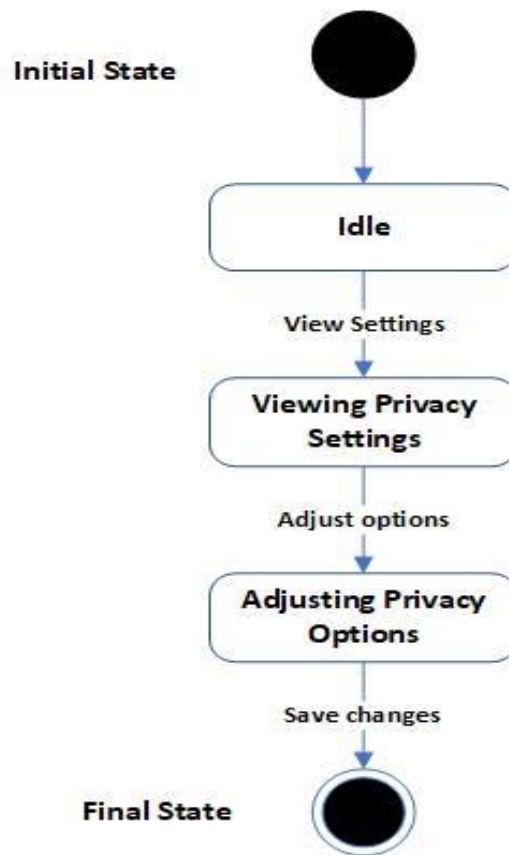 Initial State
Idle
View Settings
Viewing Privacy
Settings
Adjust options
Adjusting Privacy
Options
Save changes
Final State